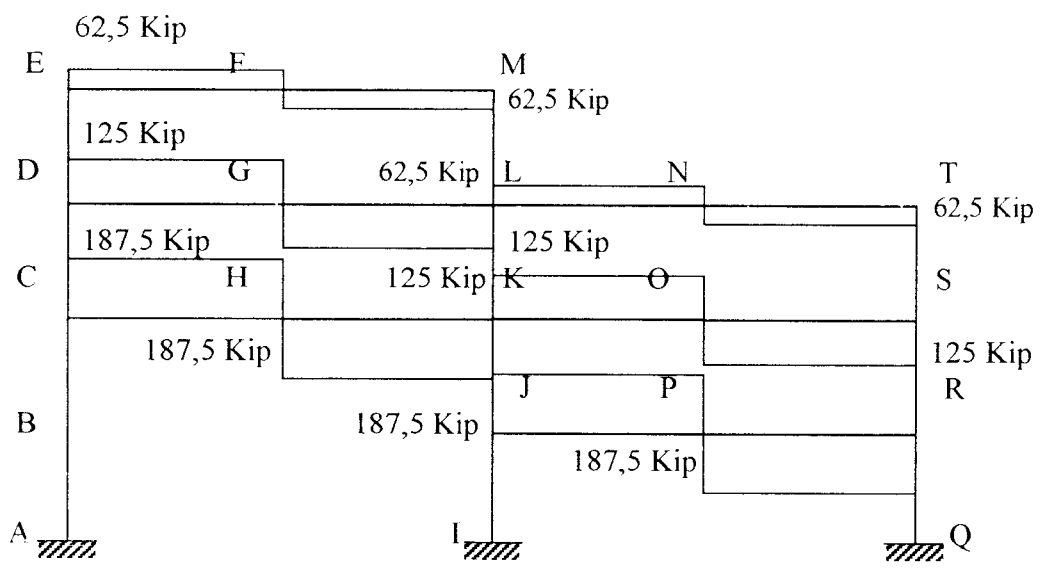 62,5 Kip
E F M
62,5 Kip
125 Kip
D G 62,5 Kip L N T
62,5 Kip
187,5 Kip 125 Kip
C H 125 Kip K O S
187,5 Kip 125 Kip
J P R
B 187,5 Kip
187,5 Kip
A I Q